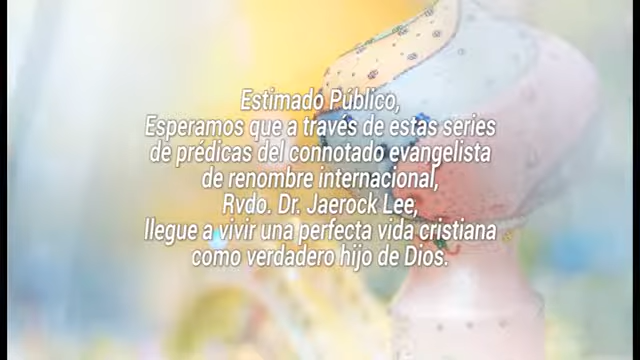 Estimado Público,
Esperamos que a través de estas series
de prédicas del connotado evangelista
de renombre internacional,
Rvdo. Dr. Jaerock Lee,
llegue a vivir una perfecta vida cristiana
como verdadero hijo de Dios.